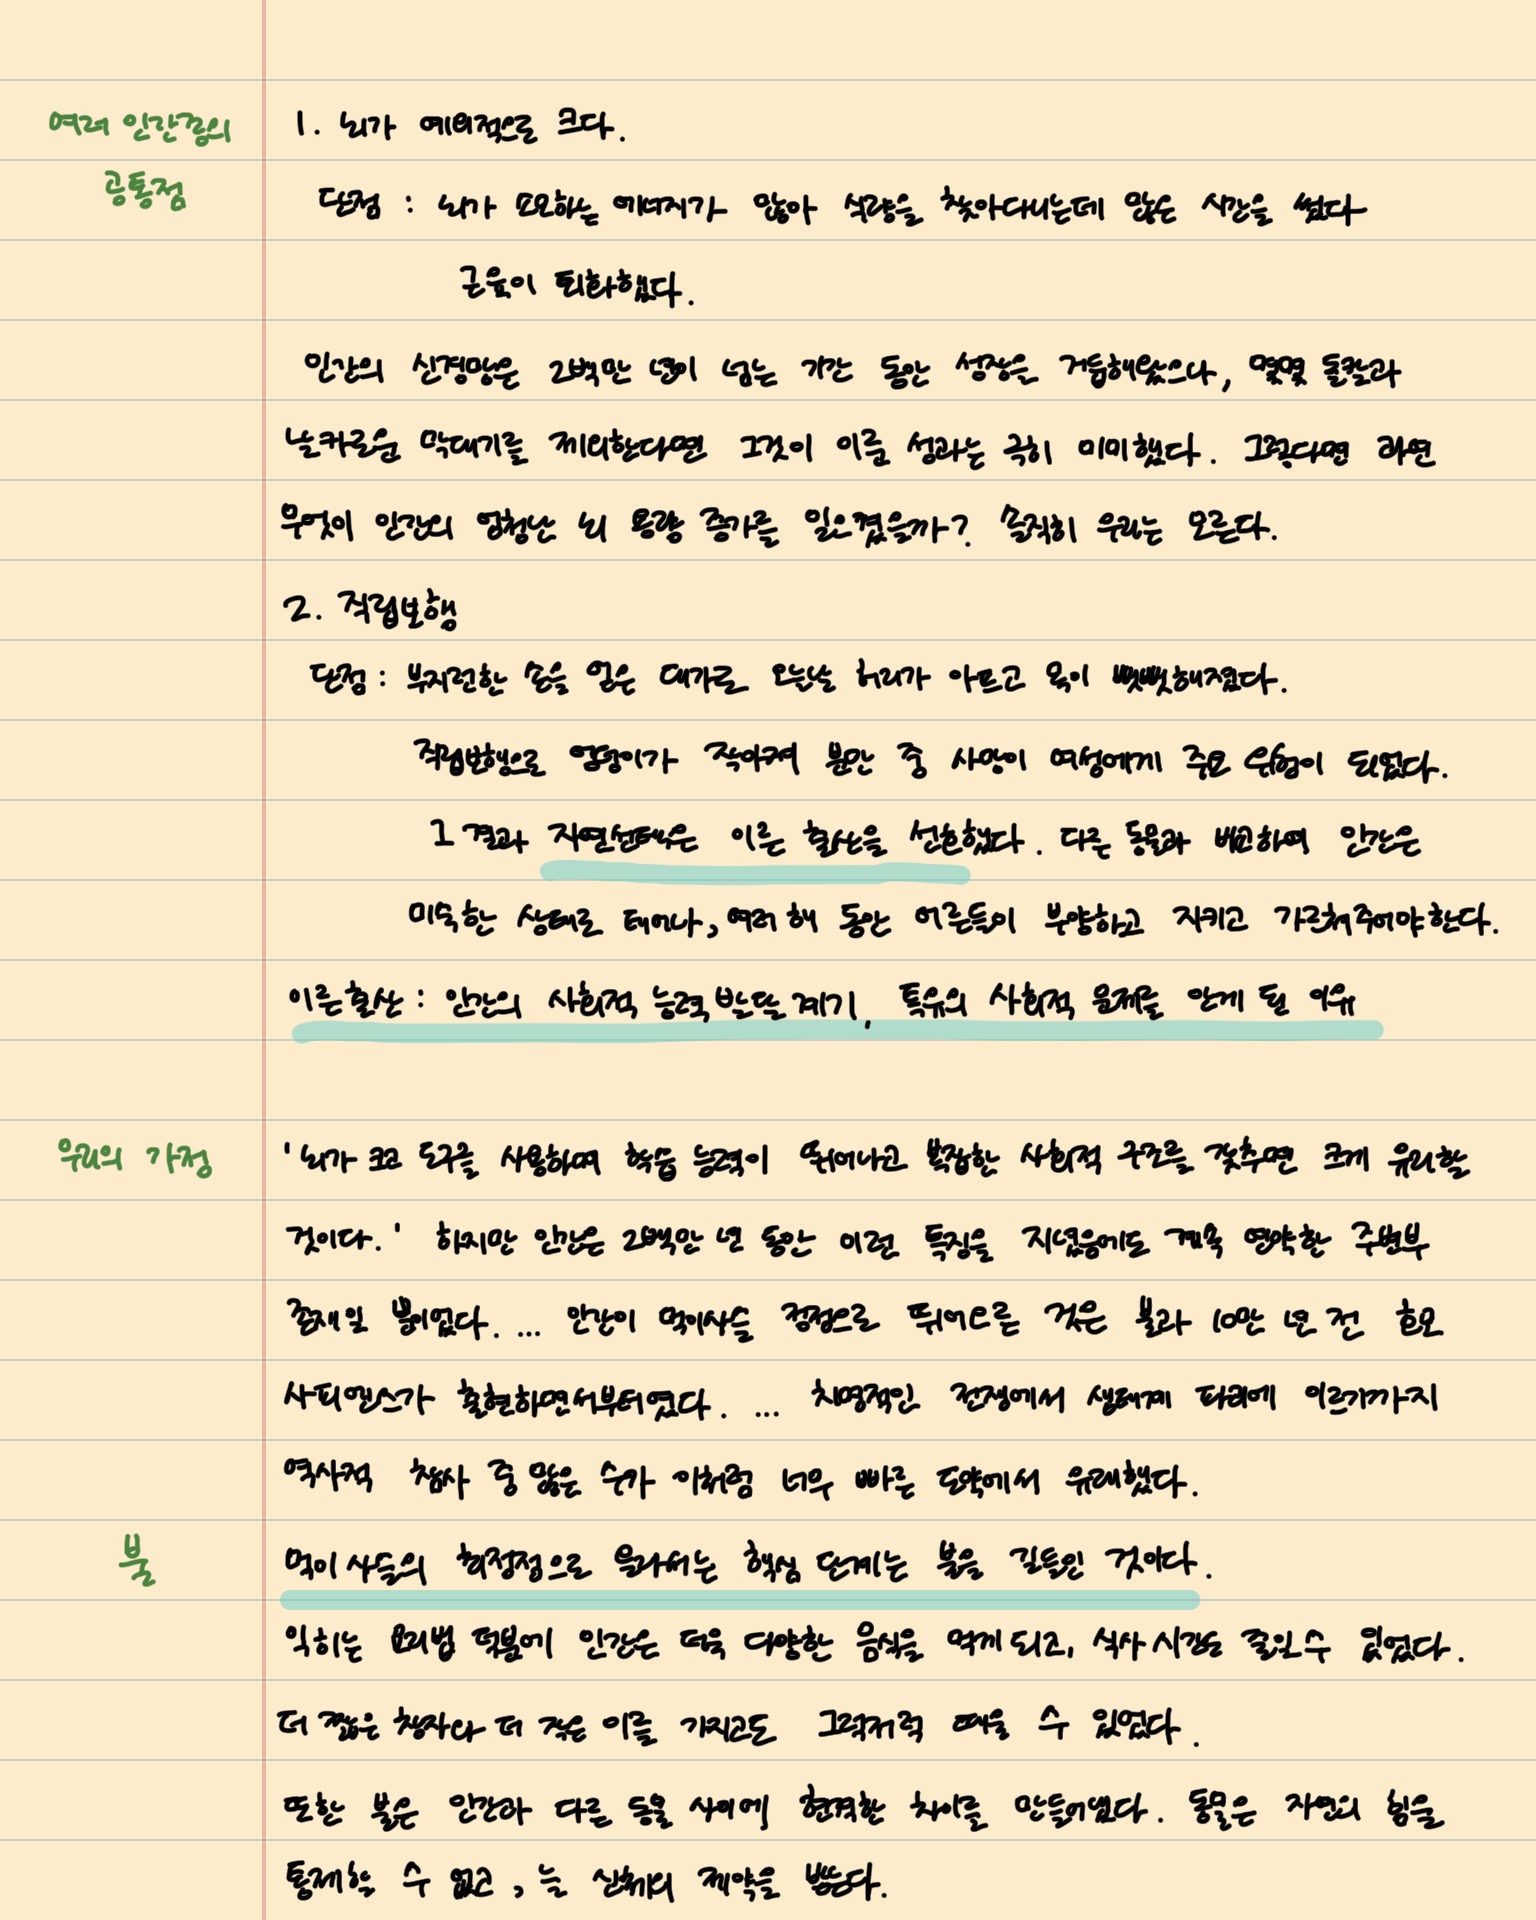 여러 인간종의
공통점
1. 뇌가 예외적으로 크다.
단점 : 뇌가 소모하는 에너지가 많아 식량을 찾아다니는데 많은 시간을 썼다
근육이 퇴화했다.
인간의 신경망은 2백만 년이 넘는 기간 동안 성장을 거듭해왔으나, 몇몇 돌칼과
날카로운 막대기를 제외한다면 그것이 이룬 성과는 극히 미미했다. 그렇다면 과연
무엇이 인간의 엄청난 뇌 용량 증가를 일으켰을까? 솔직히 우리는 모른다.
2. 직립보행
단점 : 부지런한 손을 얻은 대가로 오늘날 허리가 아프고 목이 뻣뻣해졌다.
직립보행으로 엉덩이가 작아져 분만 중 사망이 여성에게 주요 위험이 되었다.
그 결과 자연선택은 이른 출산을 선호했다. 다른 동물과 비교하여 인간은
미숙한 상태로 태어나, 여러 해 동안 어른들이 부양하고 지키고 가르쳐주어야한다.
이른출산 : 인간의 사회적 능력 발달 계기, 특유의 사회적 문제를 안게 된 이유
우리의 가정
'뇌가 크고 도구를 사용하며 학습 능력이 뛰어나고 복잡한 사회적 구조를 갖추면 크게 유리할
것이다.' 하지만 인간은 2백만 년 동안 이런 특징을 지녔음에도 계속 연약한 주변부
존재일 뿐이었다. ... 인간이 먹이사슬 정점으로 뛰어오른 것은 불과 10만 년 전 호모
사피엔스가 출현하면서부터였다. ... 치명적인 전쟁에서 생태계 파괴에 이르기까지
역사적 참사 중 많은 수가 이처럼 너무 빠른 도약에서 유래했다.
불
먹이 사슬의 최정점으로 올라서는 핵심 단계는 불을 길들인 것이다.
익히는 요리법 덕분에 인간은 더욱 다양한 음식을 먹게 되고, 식사 시간도 줄일 수 있었다.
더 짧은 창자와 더 작은 이를 가지고도 그럭저럭 때울 수 있었다.
또한 불은 인간과 다른 동물 사이에 현격한 차이를 만들어냈다. 동물은 자연의 힘을
통제할 수 없고, 늘 신체의 제약을 받는다.